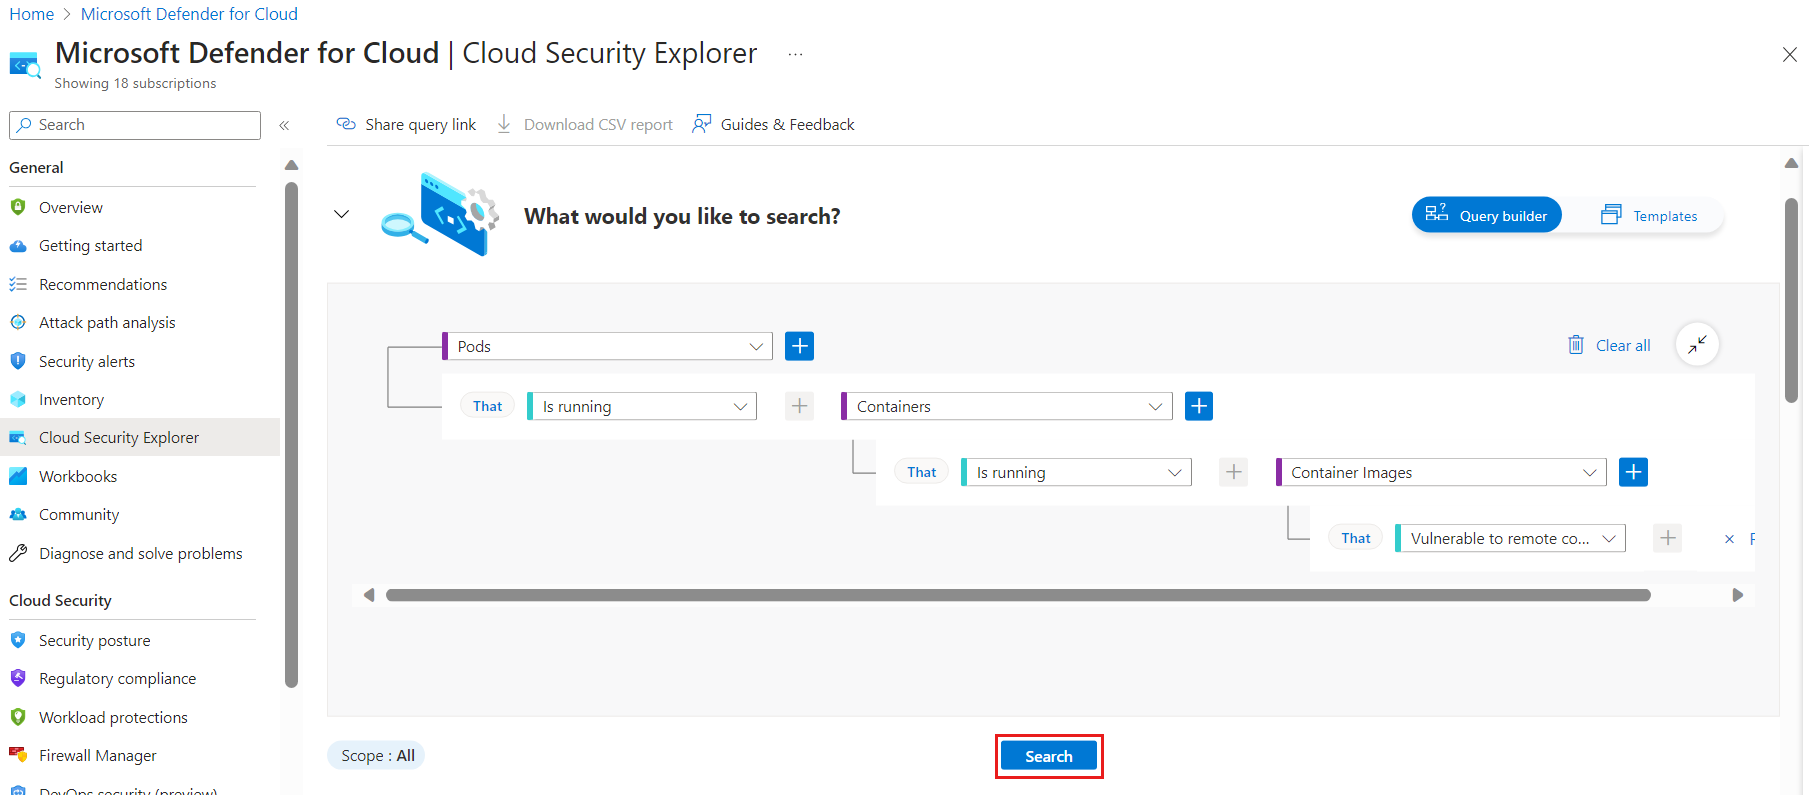 Home > Microsoft Defender for Cloud
Microsoft Defender for Cloud | Cloud Security Explorer ...
Showing 18 subscriptions
Search «
Share query link Download CSV report Guides & Feedback
General
Overview
Getting started
Recommendations
Attack path analysis
Security alerts
Inventory
Cloud Security Explorer
Workbooks
Community
Diagnose and solve problems
Cloud Security
Security posture
Regulatory compliance
Workload protections
Firewall Manager
DevOps security (preview)
What would you like to search?
Query builder Templates
Pods + Clear all
That Is running + Containers +
That Is running + Container Images +
That Vulnerable to remote co... +
Scope : All
Search